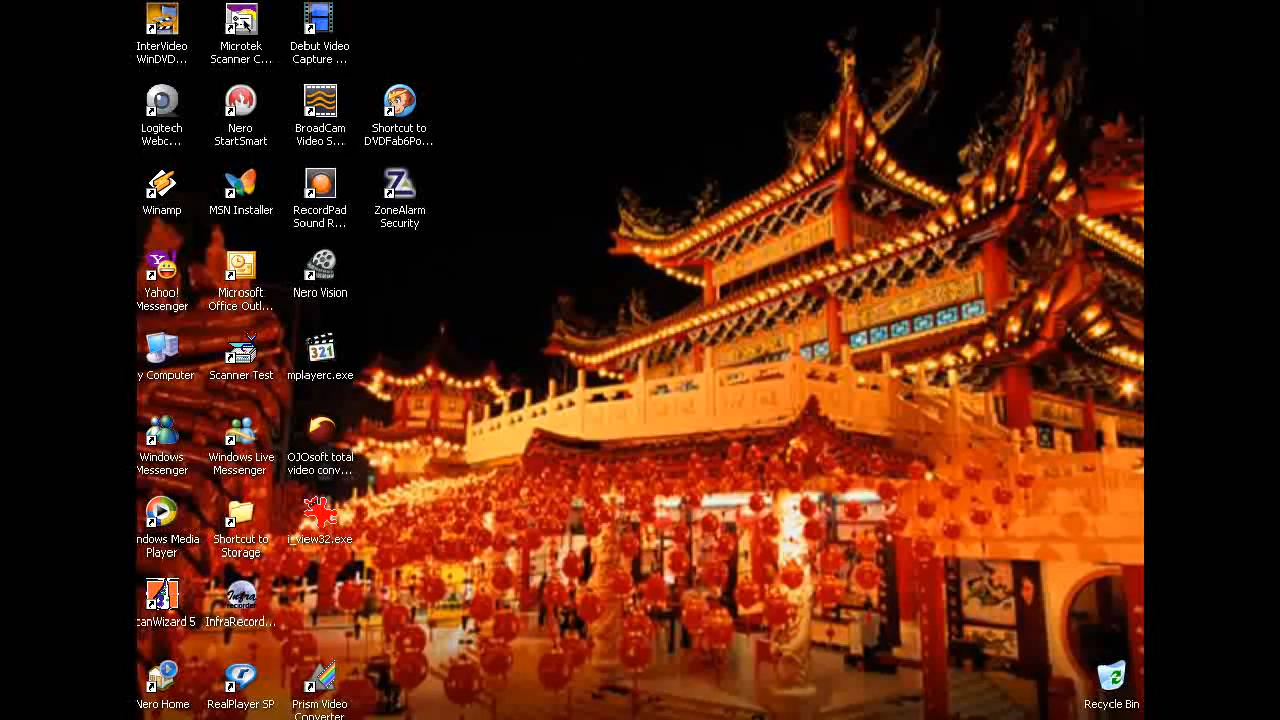 InterVideo
WinDVD...
Microtek
Scanner C...
Debut Video
Capture ...
Logitech
Webc...
Nero
StartSmart
BroadCam
Video S...
Shortcut to
DVDFab6Po...
Winamp
MSN Installer
RecordPad
Sound R...
ZoneAlarm
Security
Yahoo!
Messenger
Microsoft
Office Outl...
Nero Vision
y Computer
Scanner Test
mplayerc.exe
321
Windows
Messenger
Windows Live
Messenger
OJOsoft total
video conv...
ndows Media
Player
Shortcut to
Storage
i_view32.exe
canWizard 5
Infra
recorder
InfraRecord...
Nero Home
RealPlayer SP
Prism Video
Converter
Recycle Bin